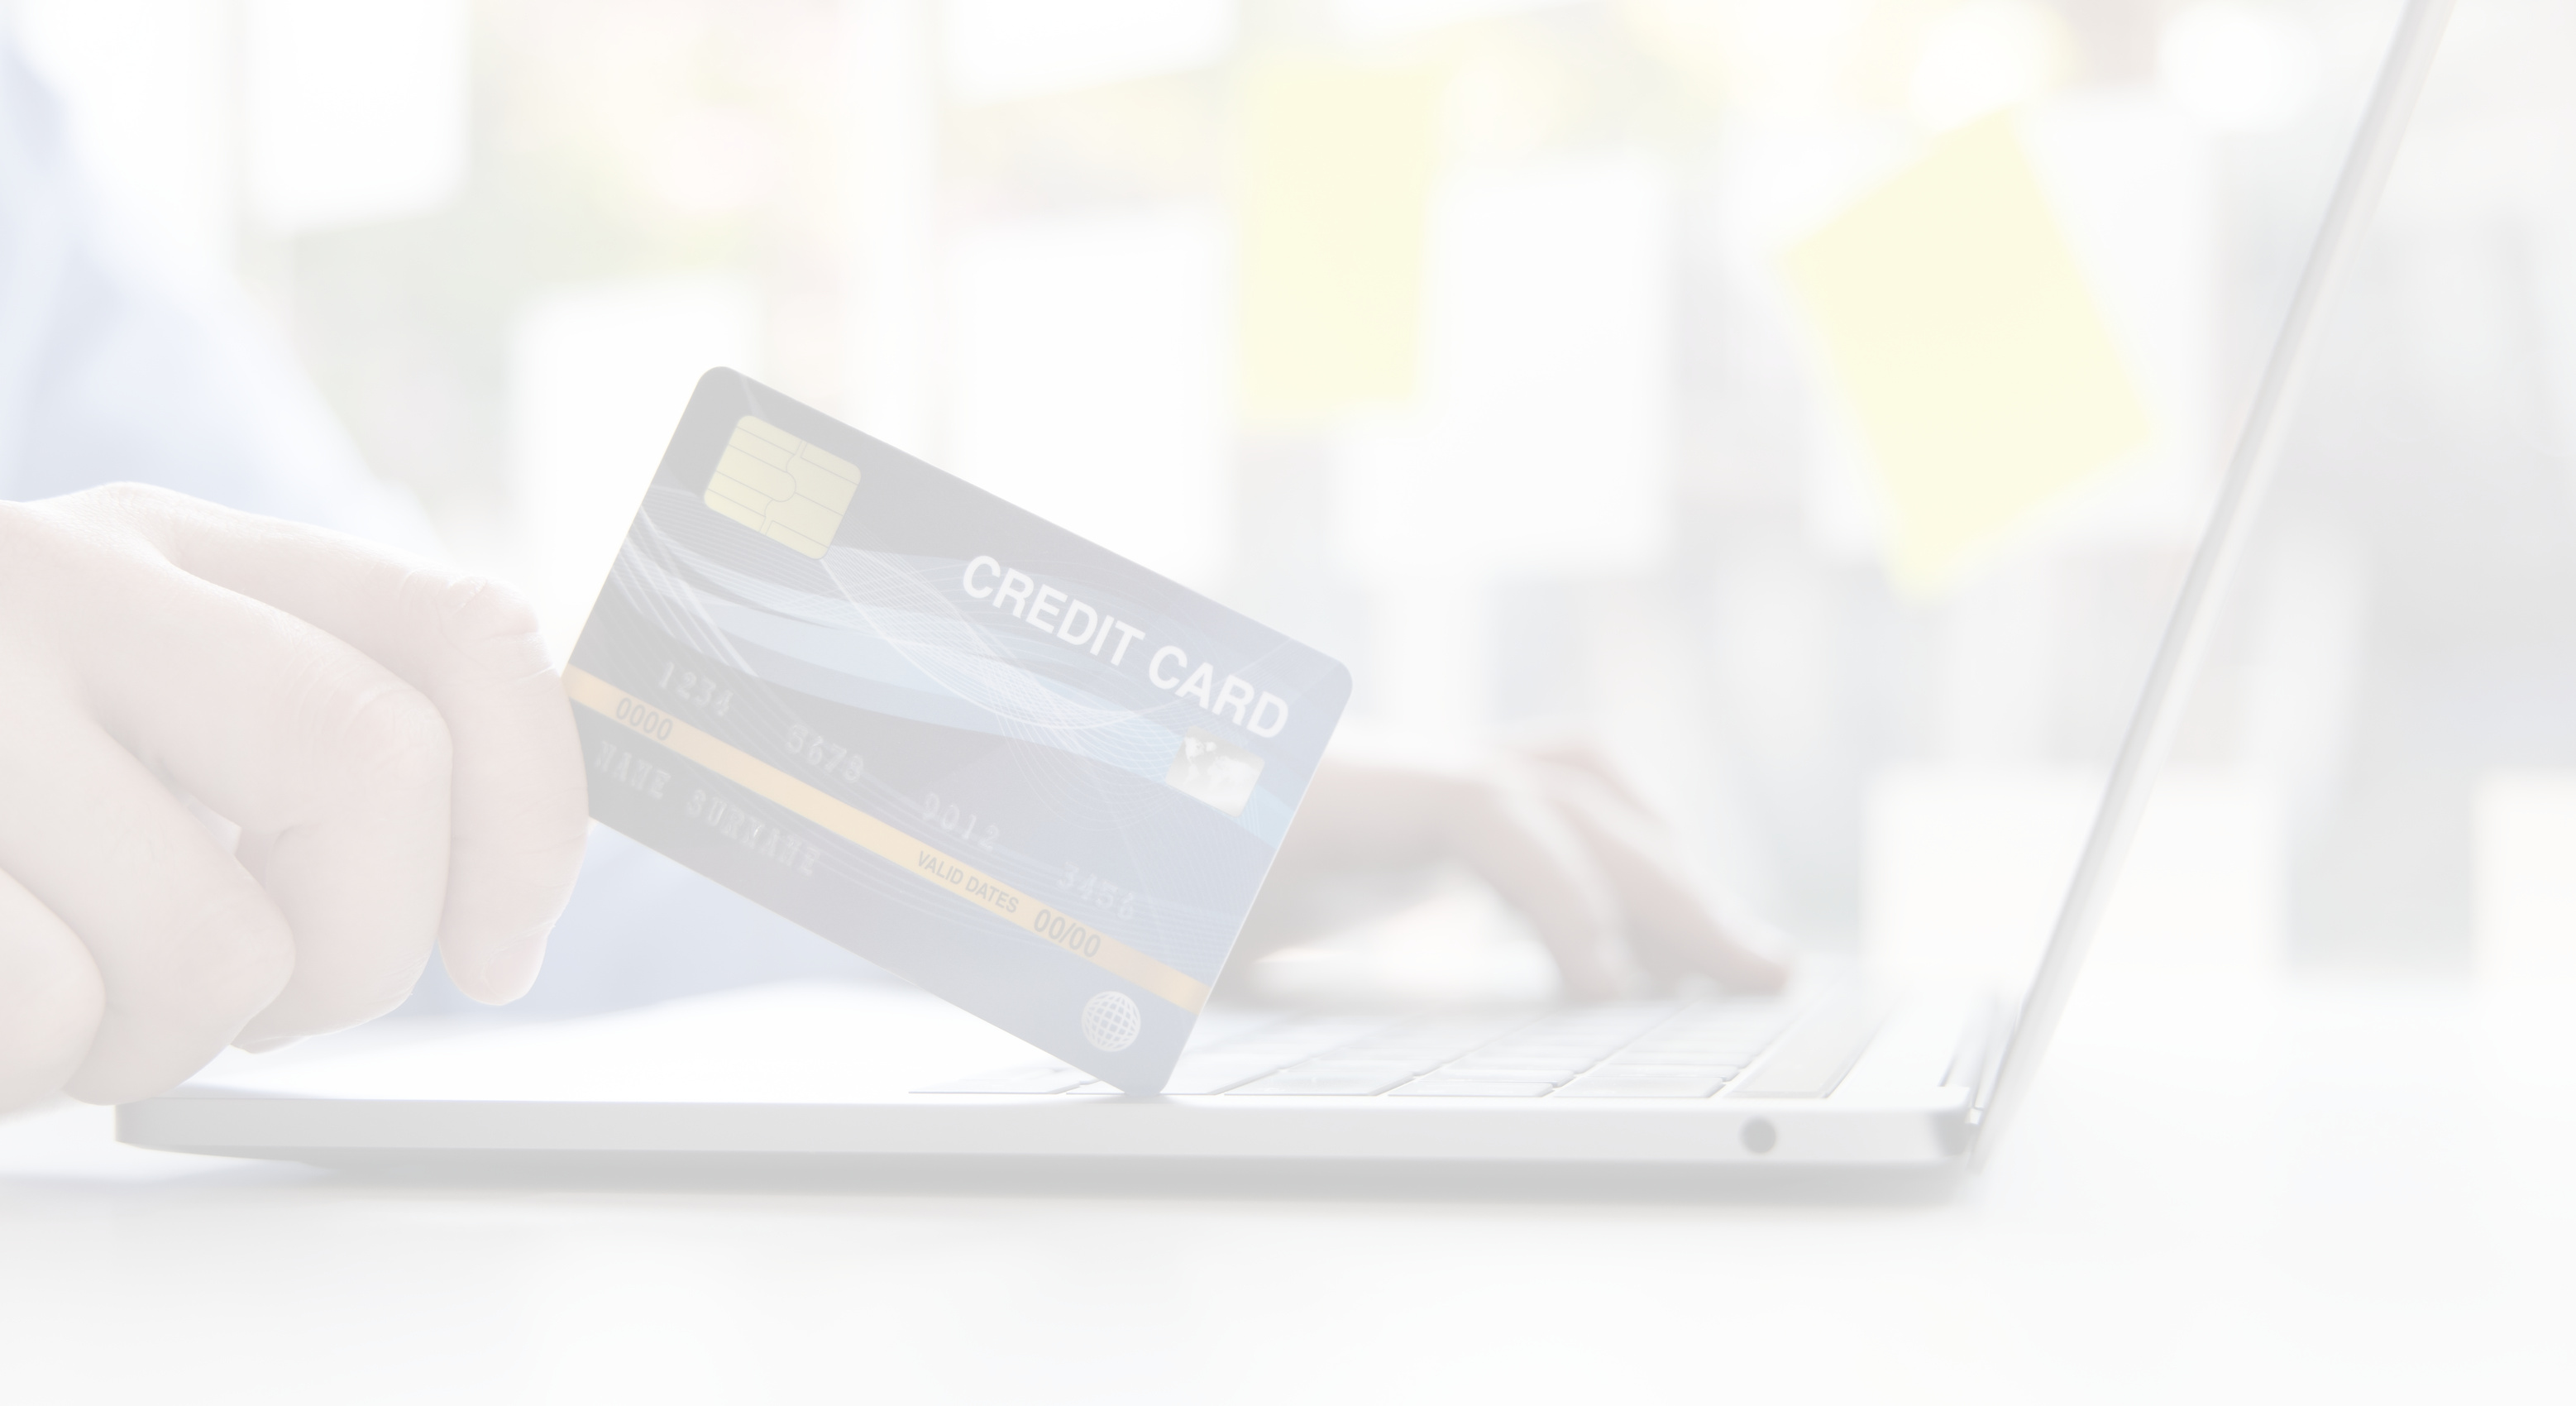 CREDIT CARD
1234 5678 9012 3456
0000 VALID DATES 00/00
NAME SURNAME